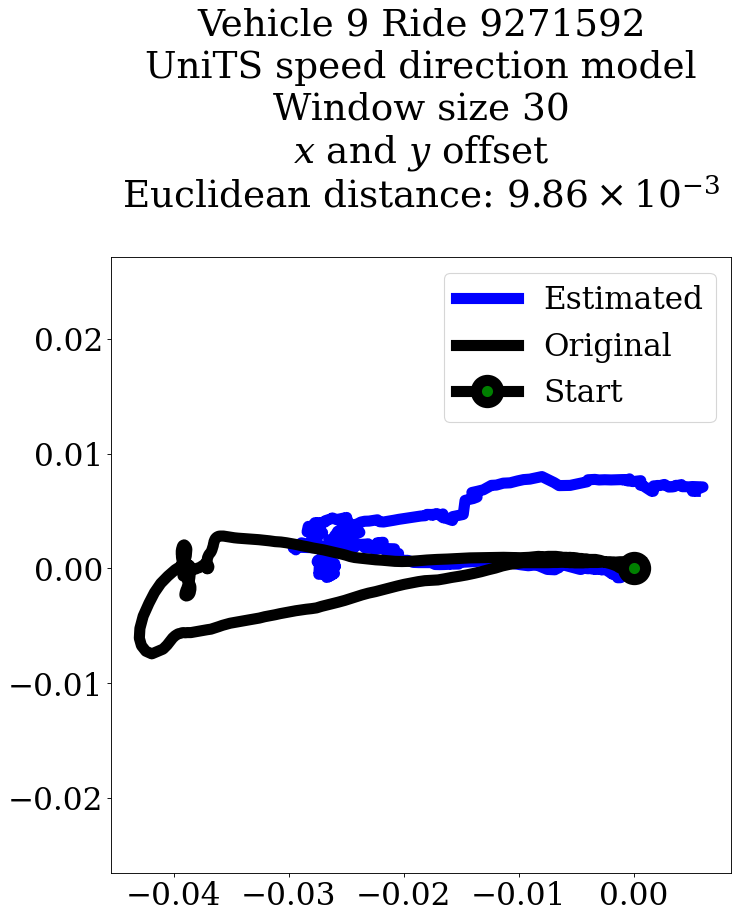 Vehicle 9 Ride 9271592
UniTS speed direction model
Window size 30
x and y offset
Euclidean distance: 9.86 × 10⁻³
Estimated
Original
Start
0.02
0.01
0.00
−0.01
−0.02
−0.04
−0.03
−0.02
−0.01
0.00